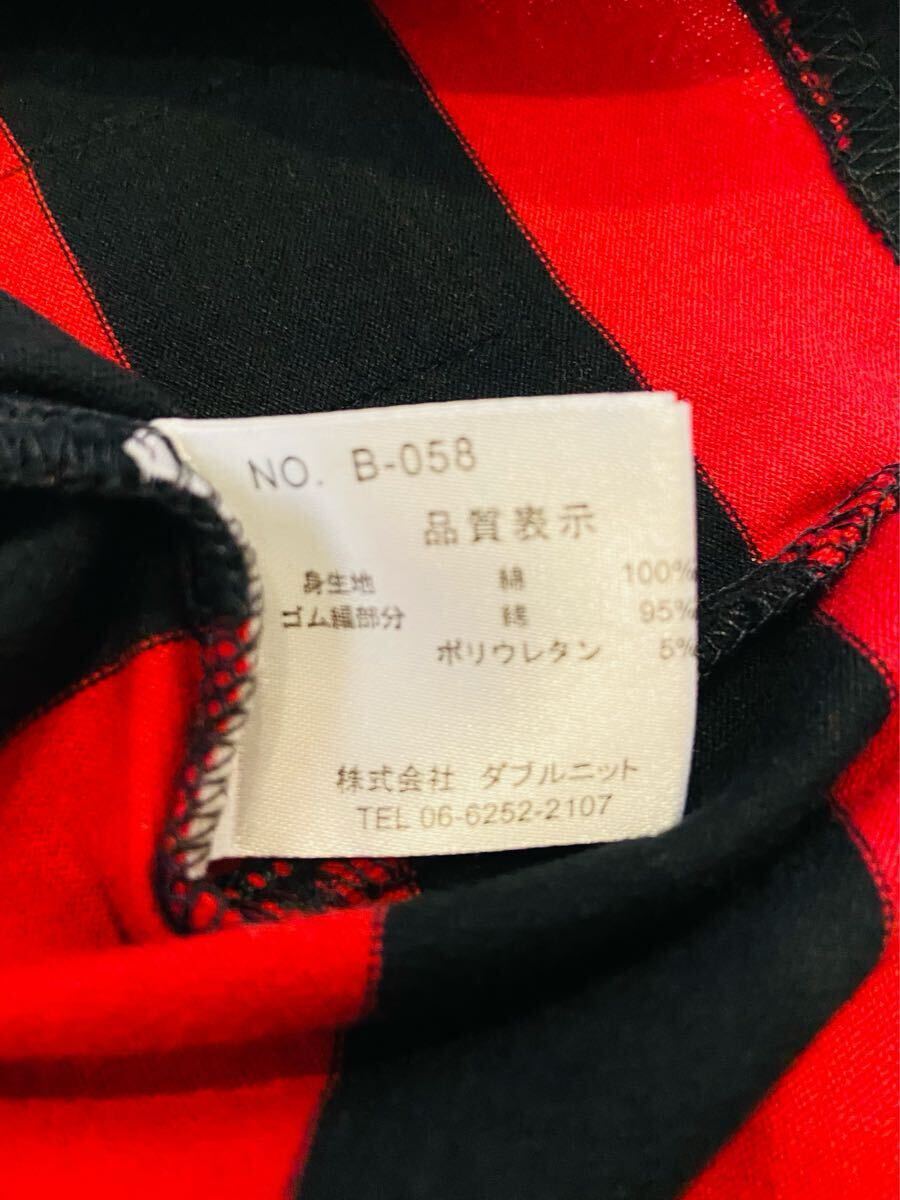 NO. B-058
品質表示
身生地 綿 100%
ゴム編部分 綿 95%
ポリウレタン 5%
株式会社 ダブルニット
TEL 06-6252-2107